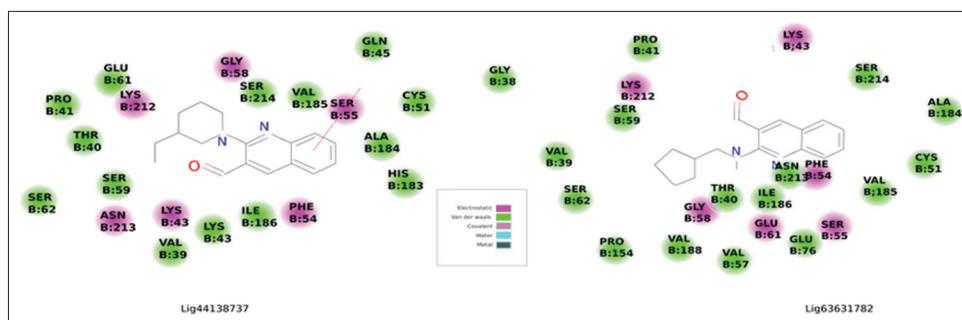 GLN
B:45
GLU
B:61
GLY
B:58
LYS
B:212
SER
B:214
VAL
B:185
SER
B:55
CYS
B:51
GLY
B:38
PRO
B:41
THR
B:40
N
N
O
ALA
B:184
HIS
B:183
SER
B:59
SER
B:62
ASN
B:213
LYS
B:43
LYS
B:43
ILE
B:186
PHE
B:54
VAL
B:39
Lig44138737
Electrostatic
Van der waals
Covalent
Water
Metal
LYS
B;43
PRO
B:41
LYS
B:212
SER
B:59
SER
B:214
ALA
B:184
O
N
N
VAL
B:39
SER
B:62
ASN
B:213
PHE
B:54
CYS
B:51
VAL
B:185
THR
B:40
ILE
B:186
GLY
B:58
GLU
B:61
SER
B:55
GLU
B:76
PRO
B:154
VAL
B:188
VAL
B:57
Lig63631782